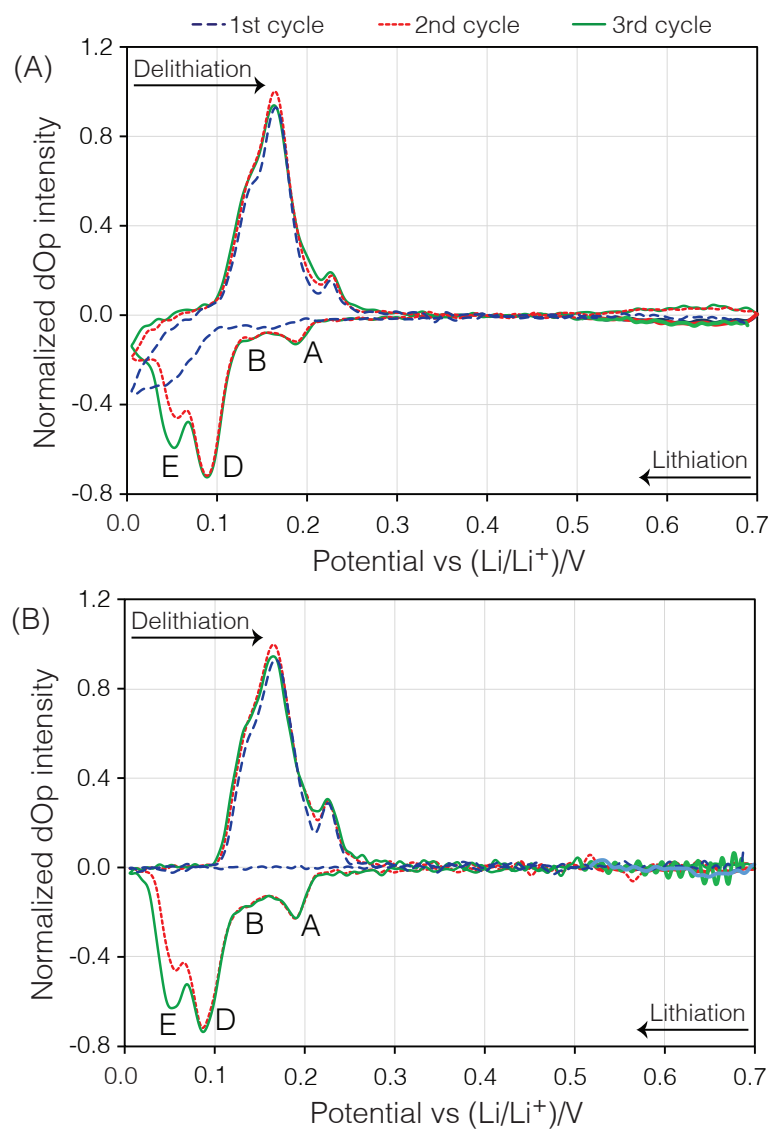 1st cycle 2nd cycle 3rd cycle
(A)
1.2
Delithiation
0.8
0.4
0.0
-0.4
-0.8
Normalized dOp intensity
B A
E D
Lithiation
0.0 0.1 0.2 0.3 0.4 0.5 0.6 0.7
Potential vs (Li/Li⁺)/V
(B)
1.2
Delithiation
0.8
0.4
0.0
-0.4
-0.8
Normalized dOp intensity
B A
E D
Lithiation
0.0 0.1 0.2 0.3 0.4 0.5 0.6 0.7
Potential vs (Li/Li⁺)/V